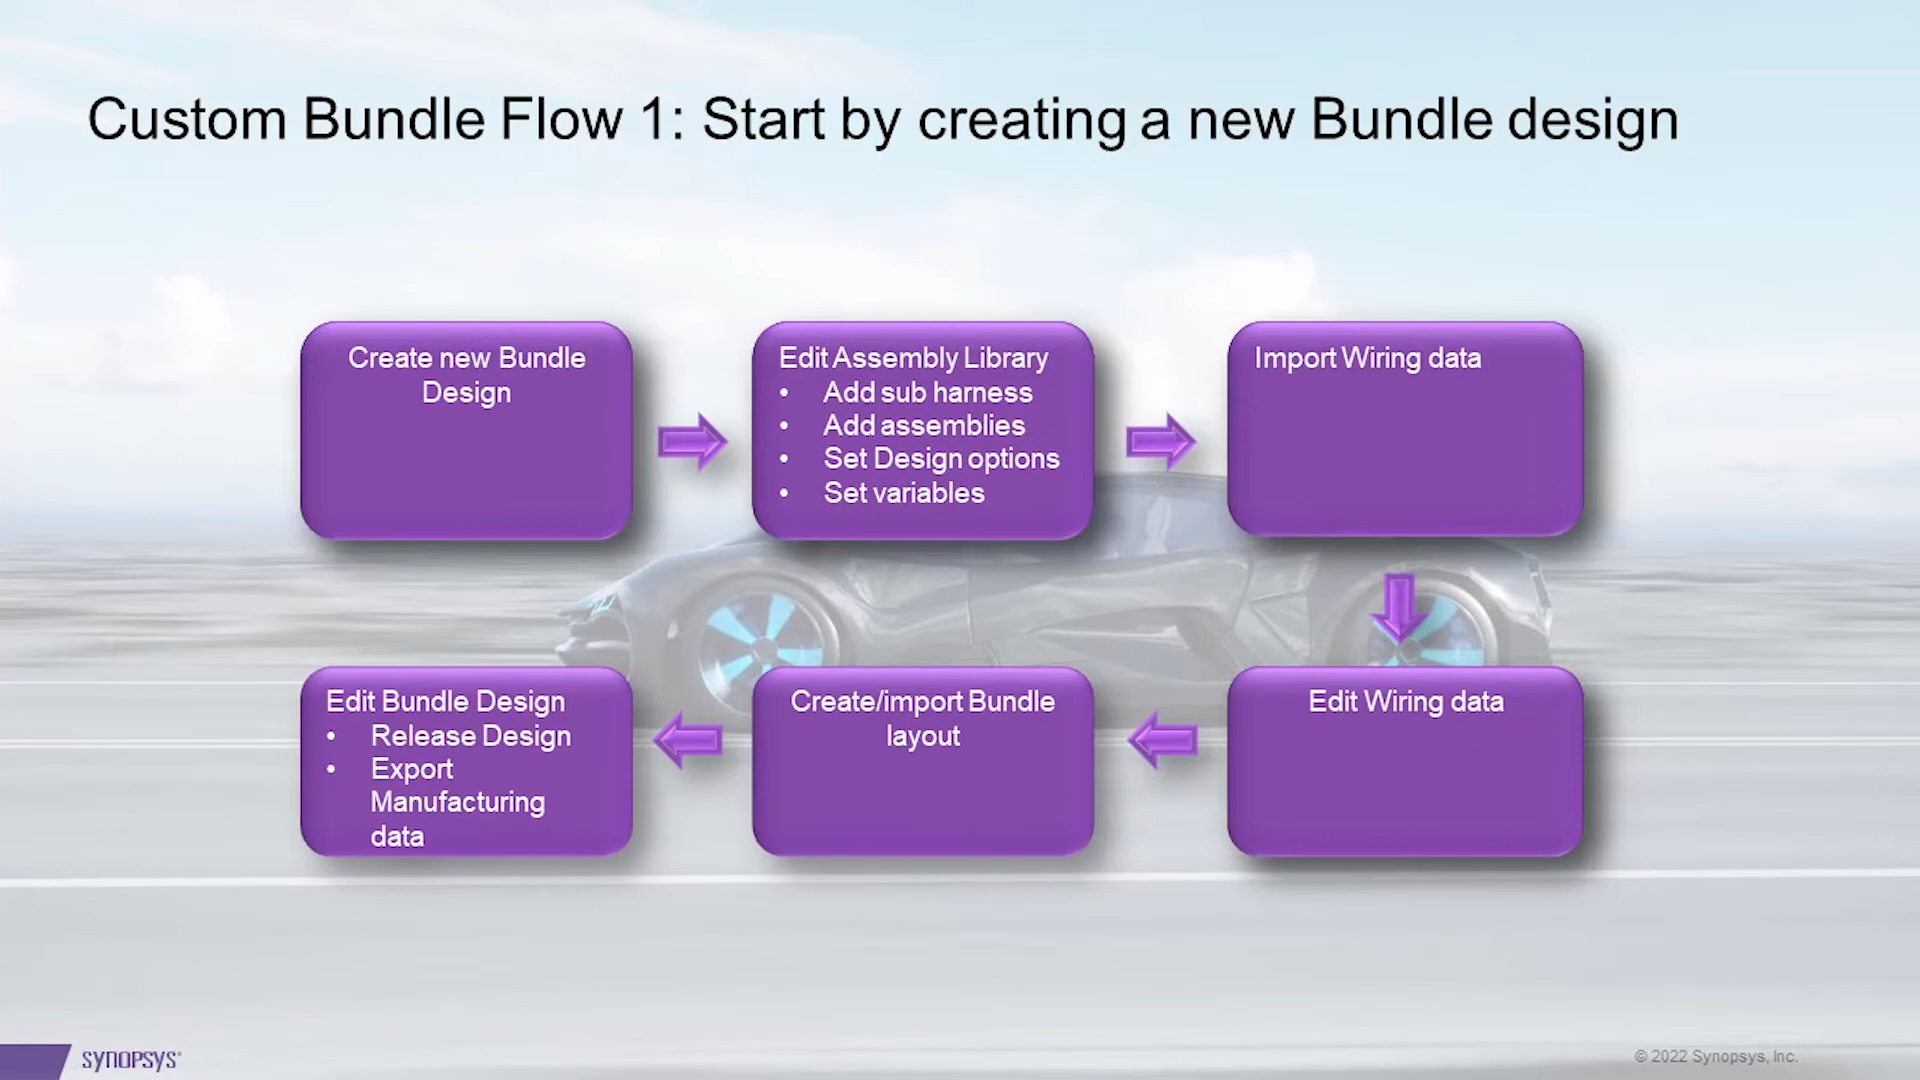 Custom Bundle Flow 1: Start by creating a new Bundle design
Create new Bundle
Design
Edit Assembly Library
• Add sub harness
• Add assemblies
• Set Design options
• Set variables
Import Wiring data
Edit Wiring data
Create/import Bundle
layout
Edit Bundle Design
• Release Design
• Export
Manufacturing
data
SYNOPSYS®
© 2022 Synopsys, Inc.